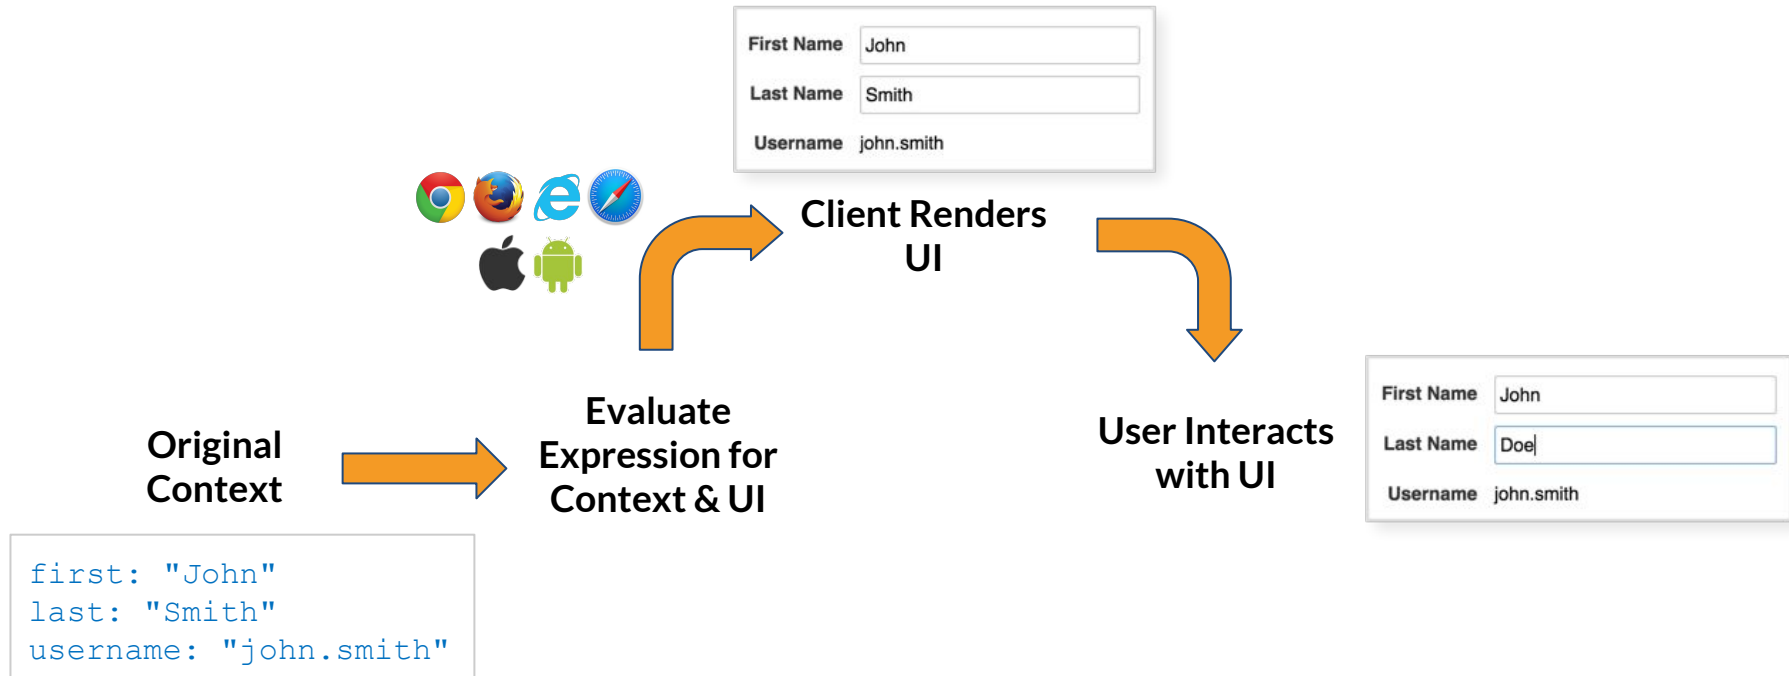 First Name John
Last Name Smith
Username john.smith
Client Renders
UI
Original
Context
Evaluate
Expression for
Context & UI
User Interacts
with UI
First Name John
Last Name Doe
Username john.smith
first: "John"
last: "Smith"
username: "john.smith"